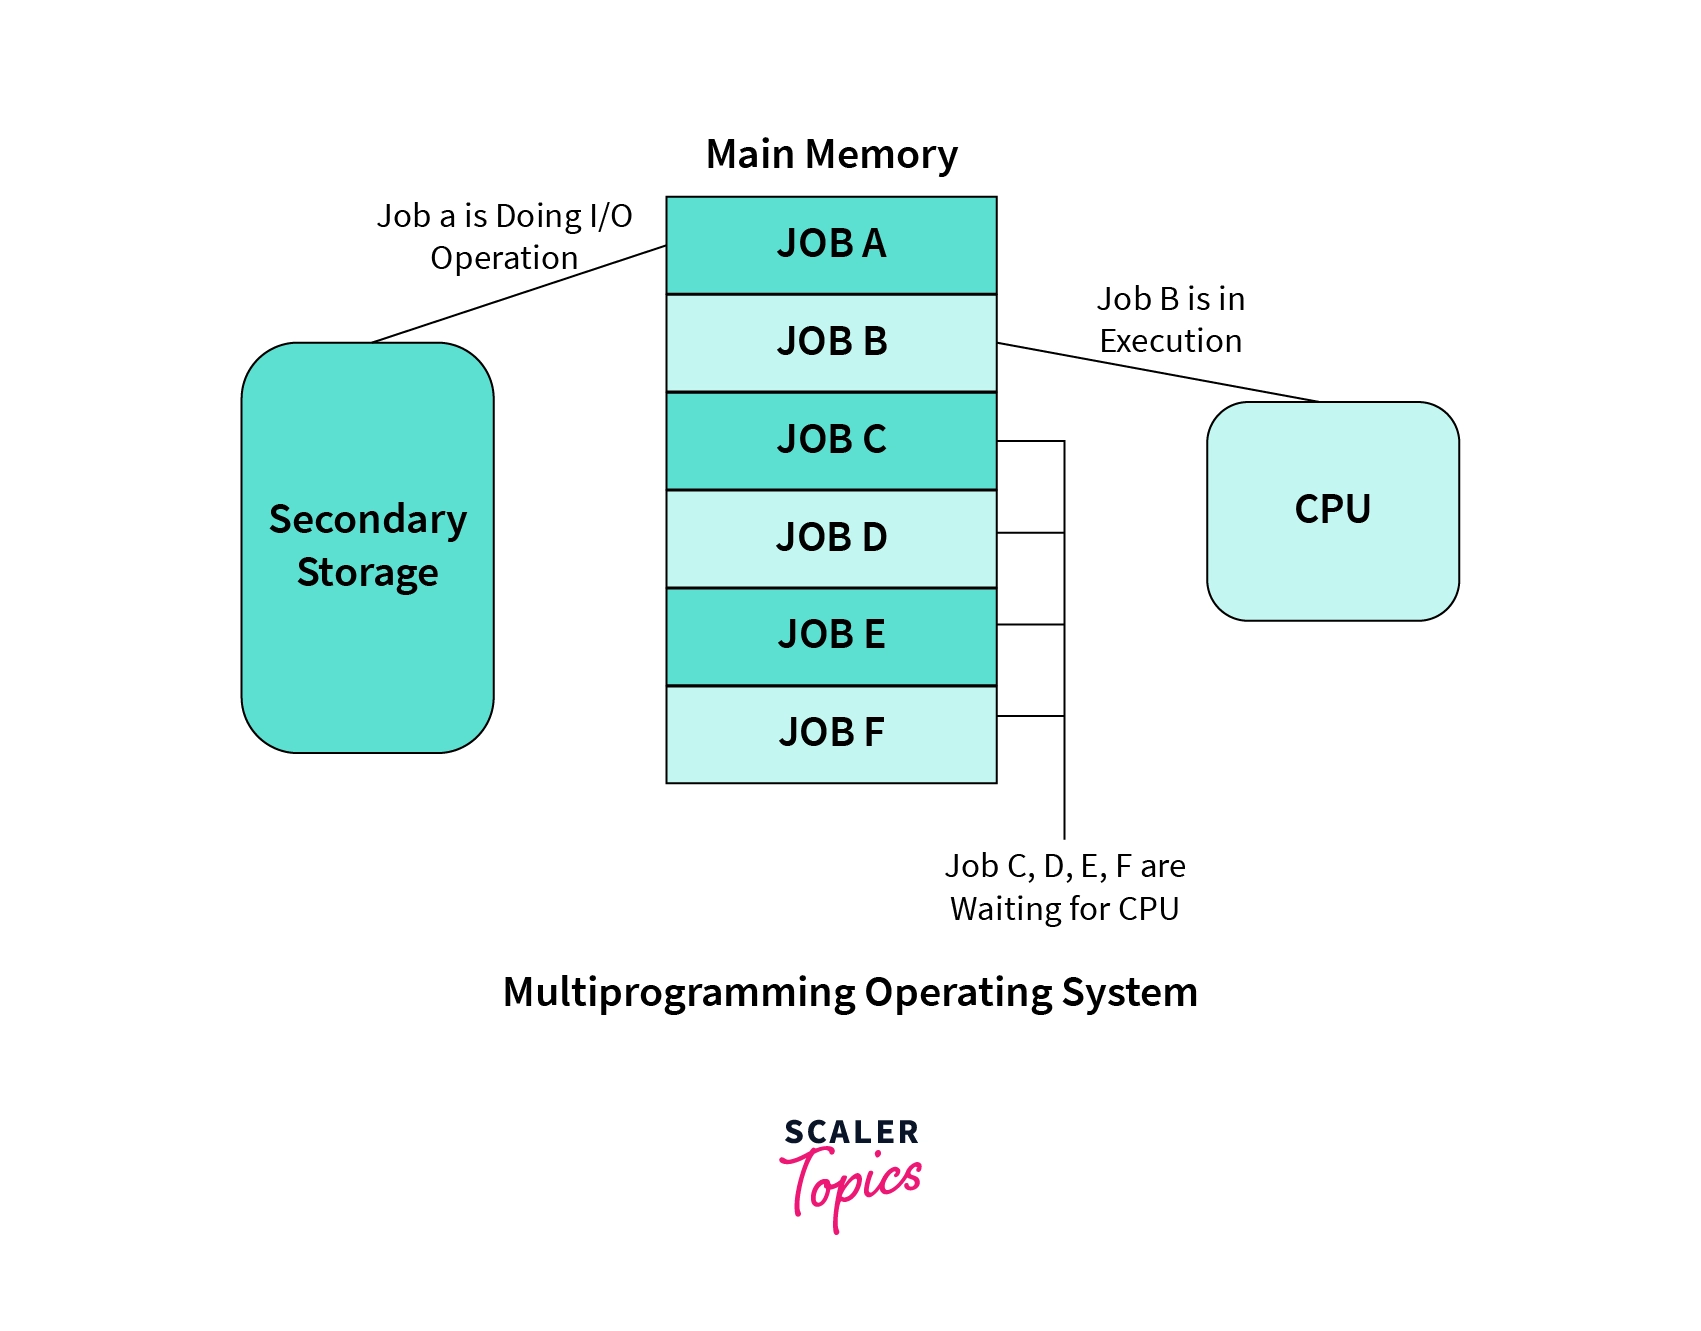 Main Memory
Job a is Doing I/O
Operation
JOB A
JOB B
JOB C
JOB D
JOB E
JOB F
Job B is in
Execution
Secondary
Storage
CPU
Job C, D, E, F are
Waiting for CPU
Multiprogramming Operating System
SCALER
Topics